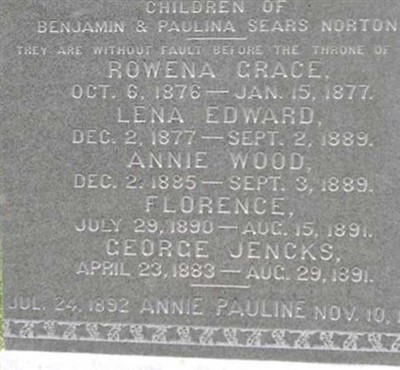 CHILDREN OF
BENJAMIN & PAULINA SEARS NORTON
THEY ARE WITHOUT FAULT BEFORE THE THRONE OF
ROWENA GRACE,
OCT. 6, 1876 — JAN. 15, 1877.
LENA EDWARD,
DEC. 2, 1877 — SEPT. 2, 1889.
ANNIE WOOD,
DEC. 2. 1885 — SEPT. 3, 1889.
FLORENCE,
JULY 29, 1890 — AUG. 15, 1891.
GEORGE JENCKS,
APRIL 23, 1883 — AUG. 29, 1891.
JUL. 24, 1892 ANNIE PAULINE NOV. 10,